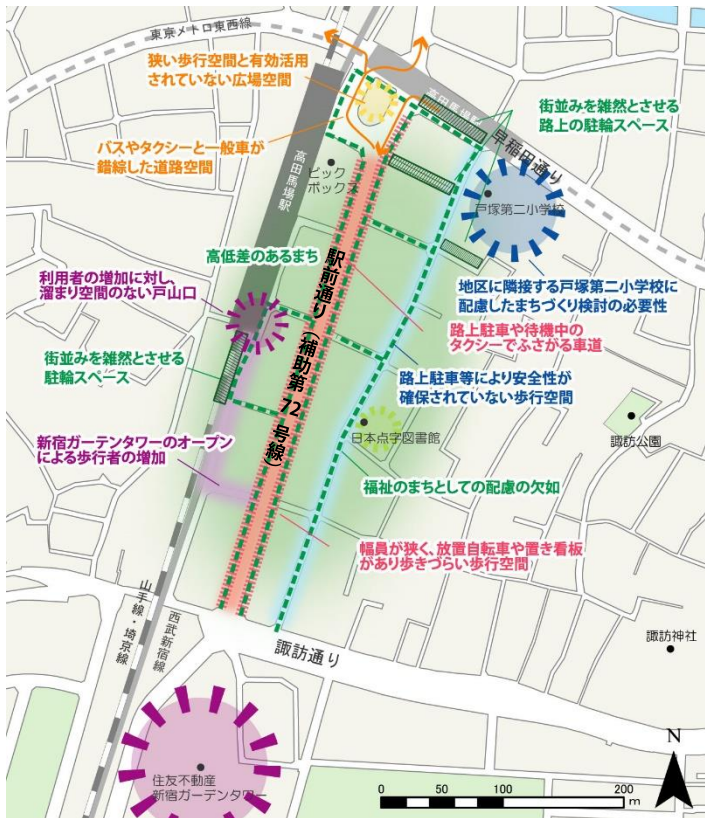 東京メトロ東西線
狭い歩行空間と有効活用
されていない広場空間
高田馬場駅
街並みを雑然とさせる
路上の駐輪スペース
早稲田通り
バスやタクシーと一般車が
錯綜した道路空間
高田馬場駅
ビック
ボックス
戸塚第二小学校
高低差のあるまち
利用者の増加に対し、
溜まり空間のない戸山口
地区に隣接する戸塚第二小学校に
配慮したまちづくり検討の必要性
駅前通り(補助第72号線)
路上駐車や待機中の
タクシーでふさがる車道
街並みを雑然とさせる
駐輪スペース
路上駐車等により安全性が
確保されていない歩行空間
日本点字図書館
諏訪公園
新宿ガーデンタワーのオープン
による歩行者の増加
福祉のまちとしての配慮の欠如
幅員が狭く、放置自転車や置き看板
があり歩きづらい歩行空間
山手線・埼京線
西武新宿線
諏訪通り
諏訪神社
住友不動産
新宿ガーデンタワー
N
0 50 100 200
m